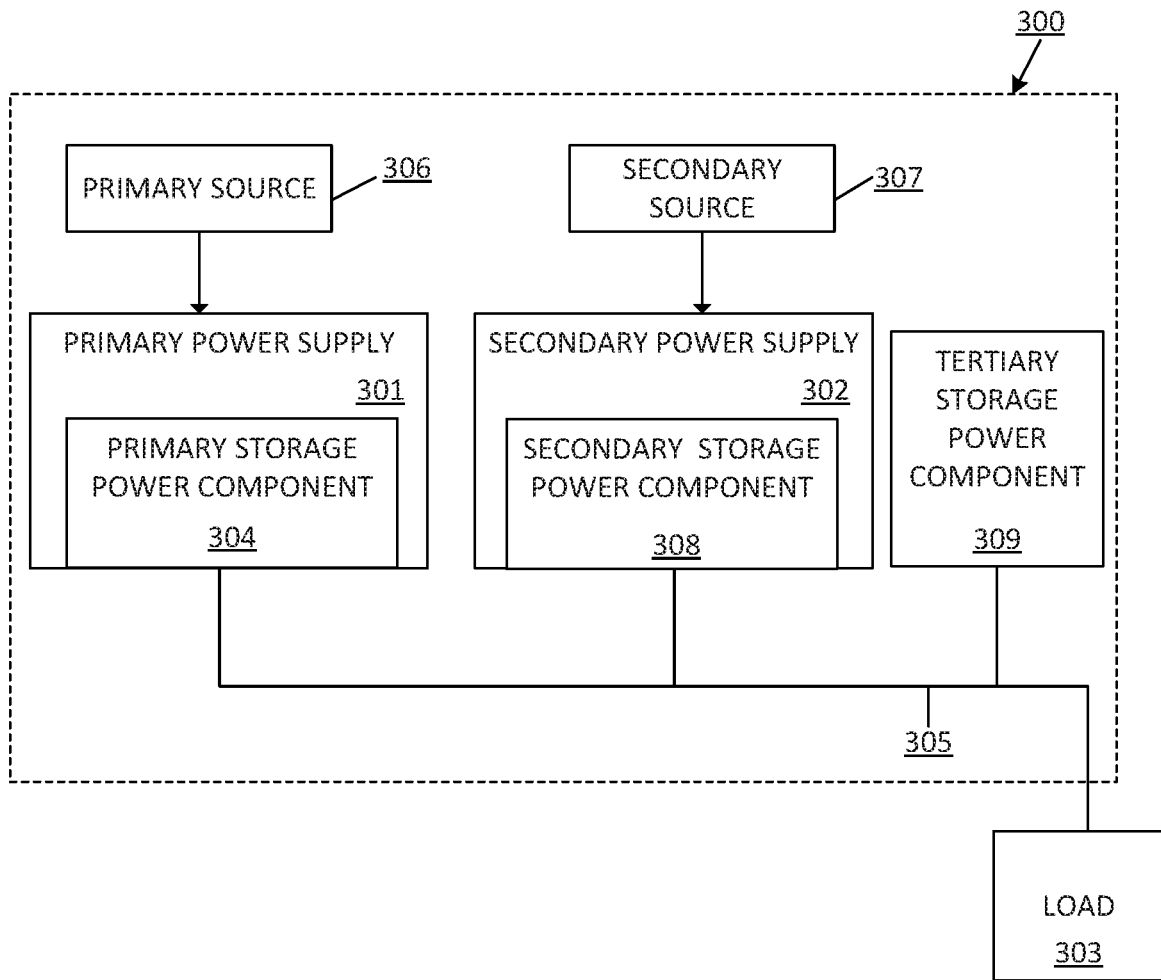 300
PRIMARY SOURCE
306
SECONDARY
SOURCE
307
PRIMARY POWER SUPPLY
301
PRIMARY STORAGE
POWER COMPONENT
304
SECONDARY POWER SUPPLY
302
SECONDARY STORAGE
POWER COMPONENT
308
TERTIARY
STORAGE
POWER
COMPONENT
309
305
LOAD
303